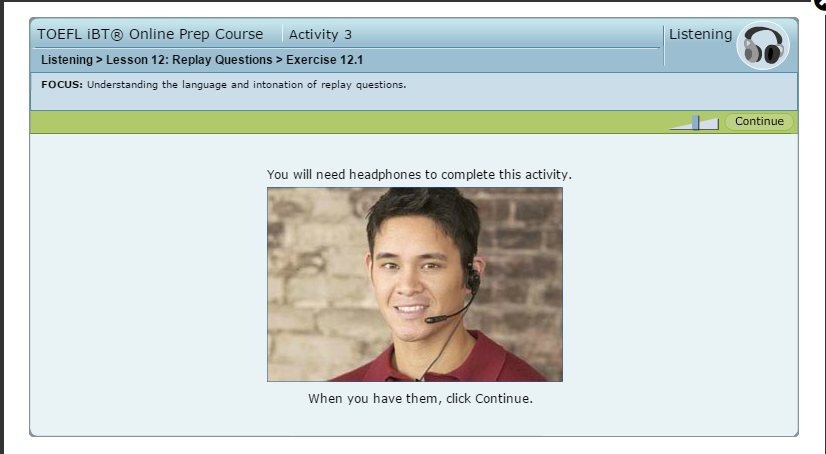 TOEFL iBT® Online Prep Course Activity 3 Listening
Listening > Lesson 12: Replay Questions > Exercise 12.1
FOCUS: Understanding the language and intonation of replay questions.
Continue
You will need headphones to complete this activity.
When you have them, click Continue.